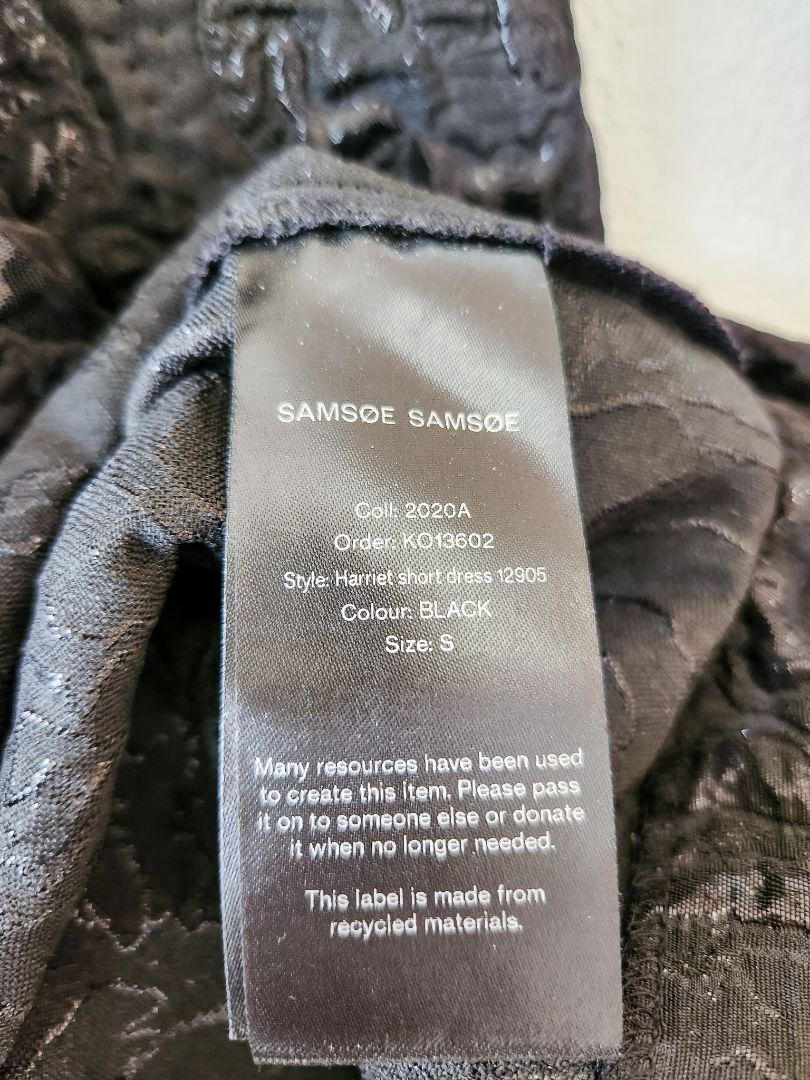 SAMSØE SAMSØE
Coll: 2020A
Order: KO13602
Style: Harriet short dress 12905
Colour: BLACK
Size: S
Many resources have been used
to create this item. Please pass
it on to someone else or donate
it when no longer needed.
This label is made from
recycled materials.